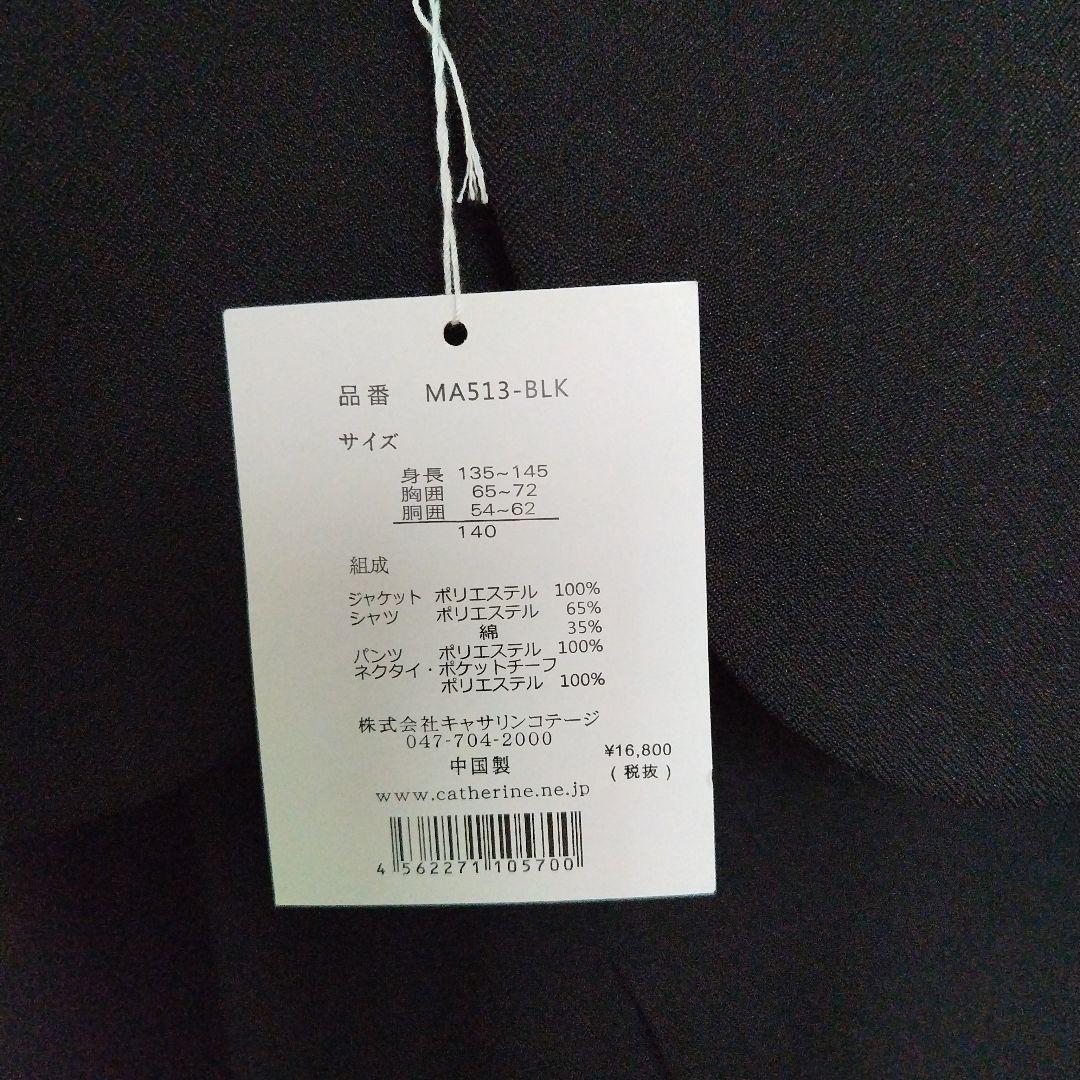 品番 MA513-BLK
サイズ
身長 135~145
胸囲 65~72
胴囲 54~62
140
組成
ジャケット ポリエステル 100%
シャツ ポリエステル 65%
綿 35%
パンツ ポリエステル 100%
ネクタイ・ポケットチーフ
ポリエステル 100%
株式会社キャサリンコテージ
047-704-2000
中国製
¥16,800
(税抜)
www.catherine.ne.jp
4 562271 105700